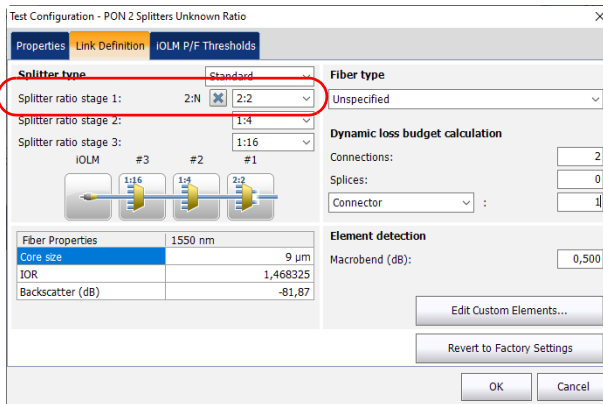 Test Configuration - PON 2 Splitters Unknown Ratio
Properties Link Definition iOLM P/F Thresholds
Splitter type Standard
Splitter ratio stage 1: 2:N 2:2
Splitter ratio stage 2: 1:4
Splitter ratio stage 3: 1:16
iOLM #3 #2 #1
1:16 1:4 2:2
Fiber Properties 1550 nm
Core size 9 µm
IOR 1,468325
Backscatter (dB) -81,87
Fiber type
Unspecified
Dynamic loss budget calculation
Connections: 2
Splices: 0
Connector : 1
Element detection
Macrobend (dB): 0,500
Edit Custom Elements...
Revert to Factory Settings
OK Cancel